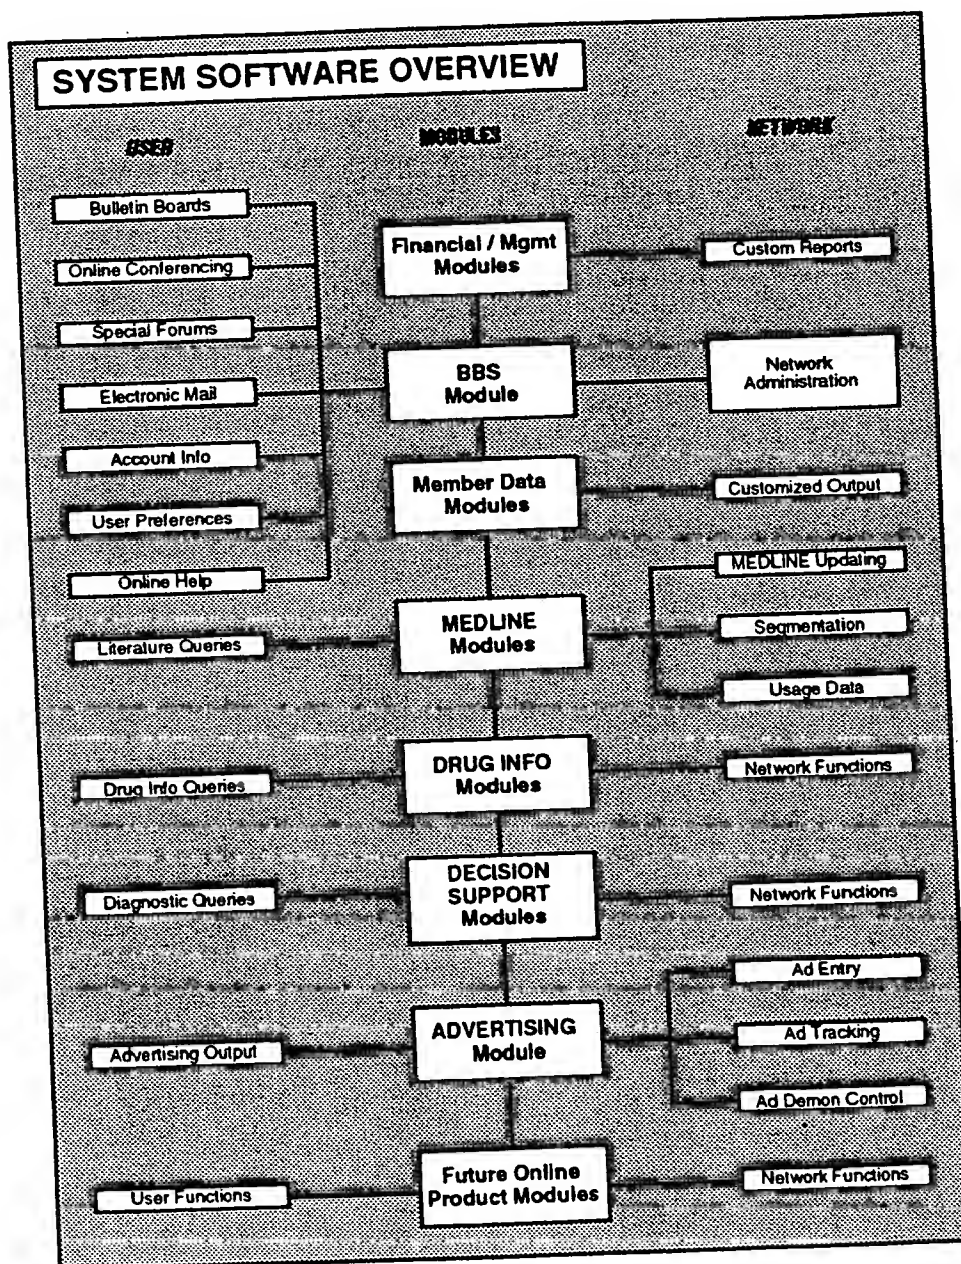 SYSTEM SOFTWARE OVERVIEW
USER
MODULES
NETWORK
Bulletin Boards
Online Conferencing
Special Forums
Electronic Mail
Account Info
User Preferences
Online Help
Literature Queries
Drug Info Queries
Diagnostic Queries
Advertising Output
User Functions
Financial / Mgmt
Modules
BBS
Module
Member Data
Modules
MEDLINE
Modules
DRUG INFO
Modules
DECISION
SUPPORT
Modules
ADVERTISING
Module
Future Online
Product Modules
Custom Reports
Network
Administration
Customized Output
MEDLINE Updating
Segmentation
Usage Data
Network Functions
Network Functions
Ad Entry
Ad Tracking
Ad Demon Control
Network Functions